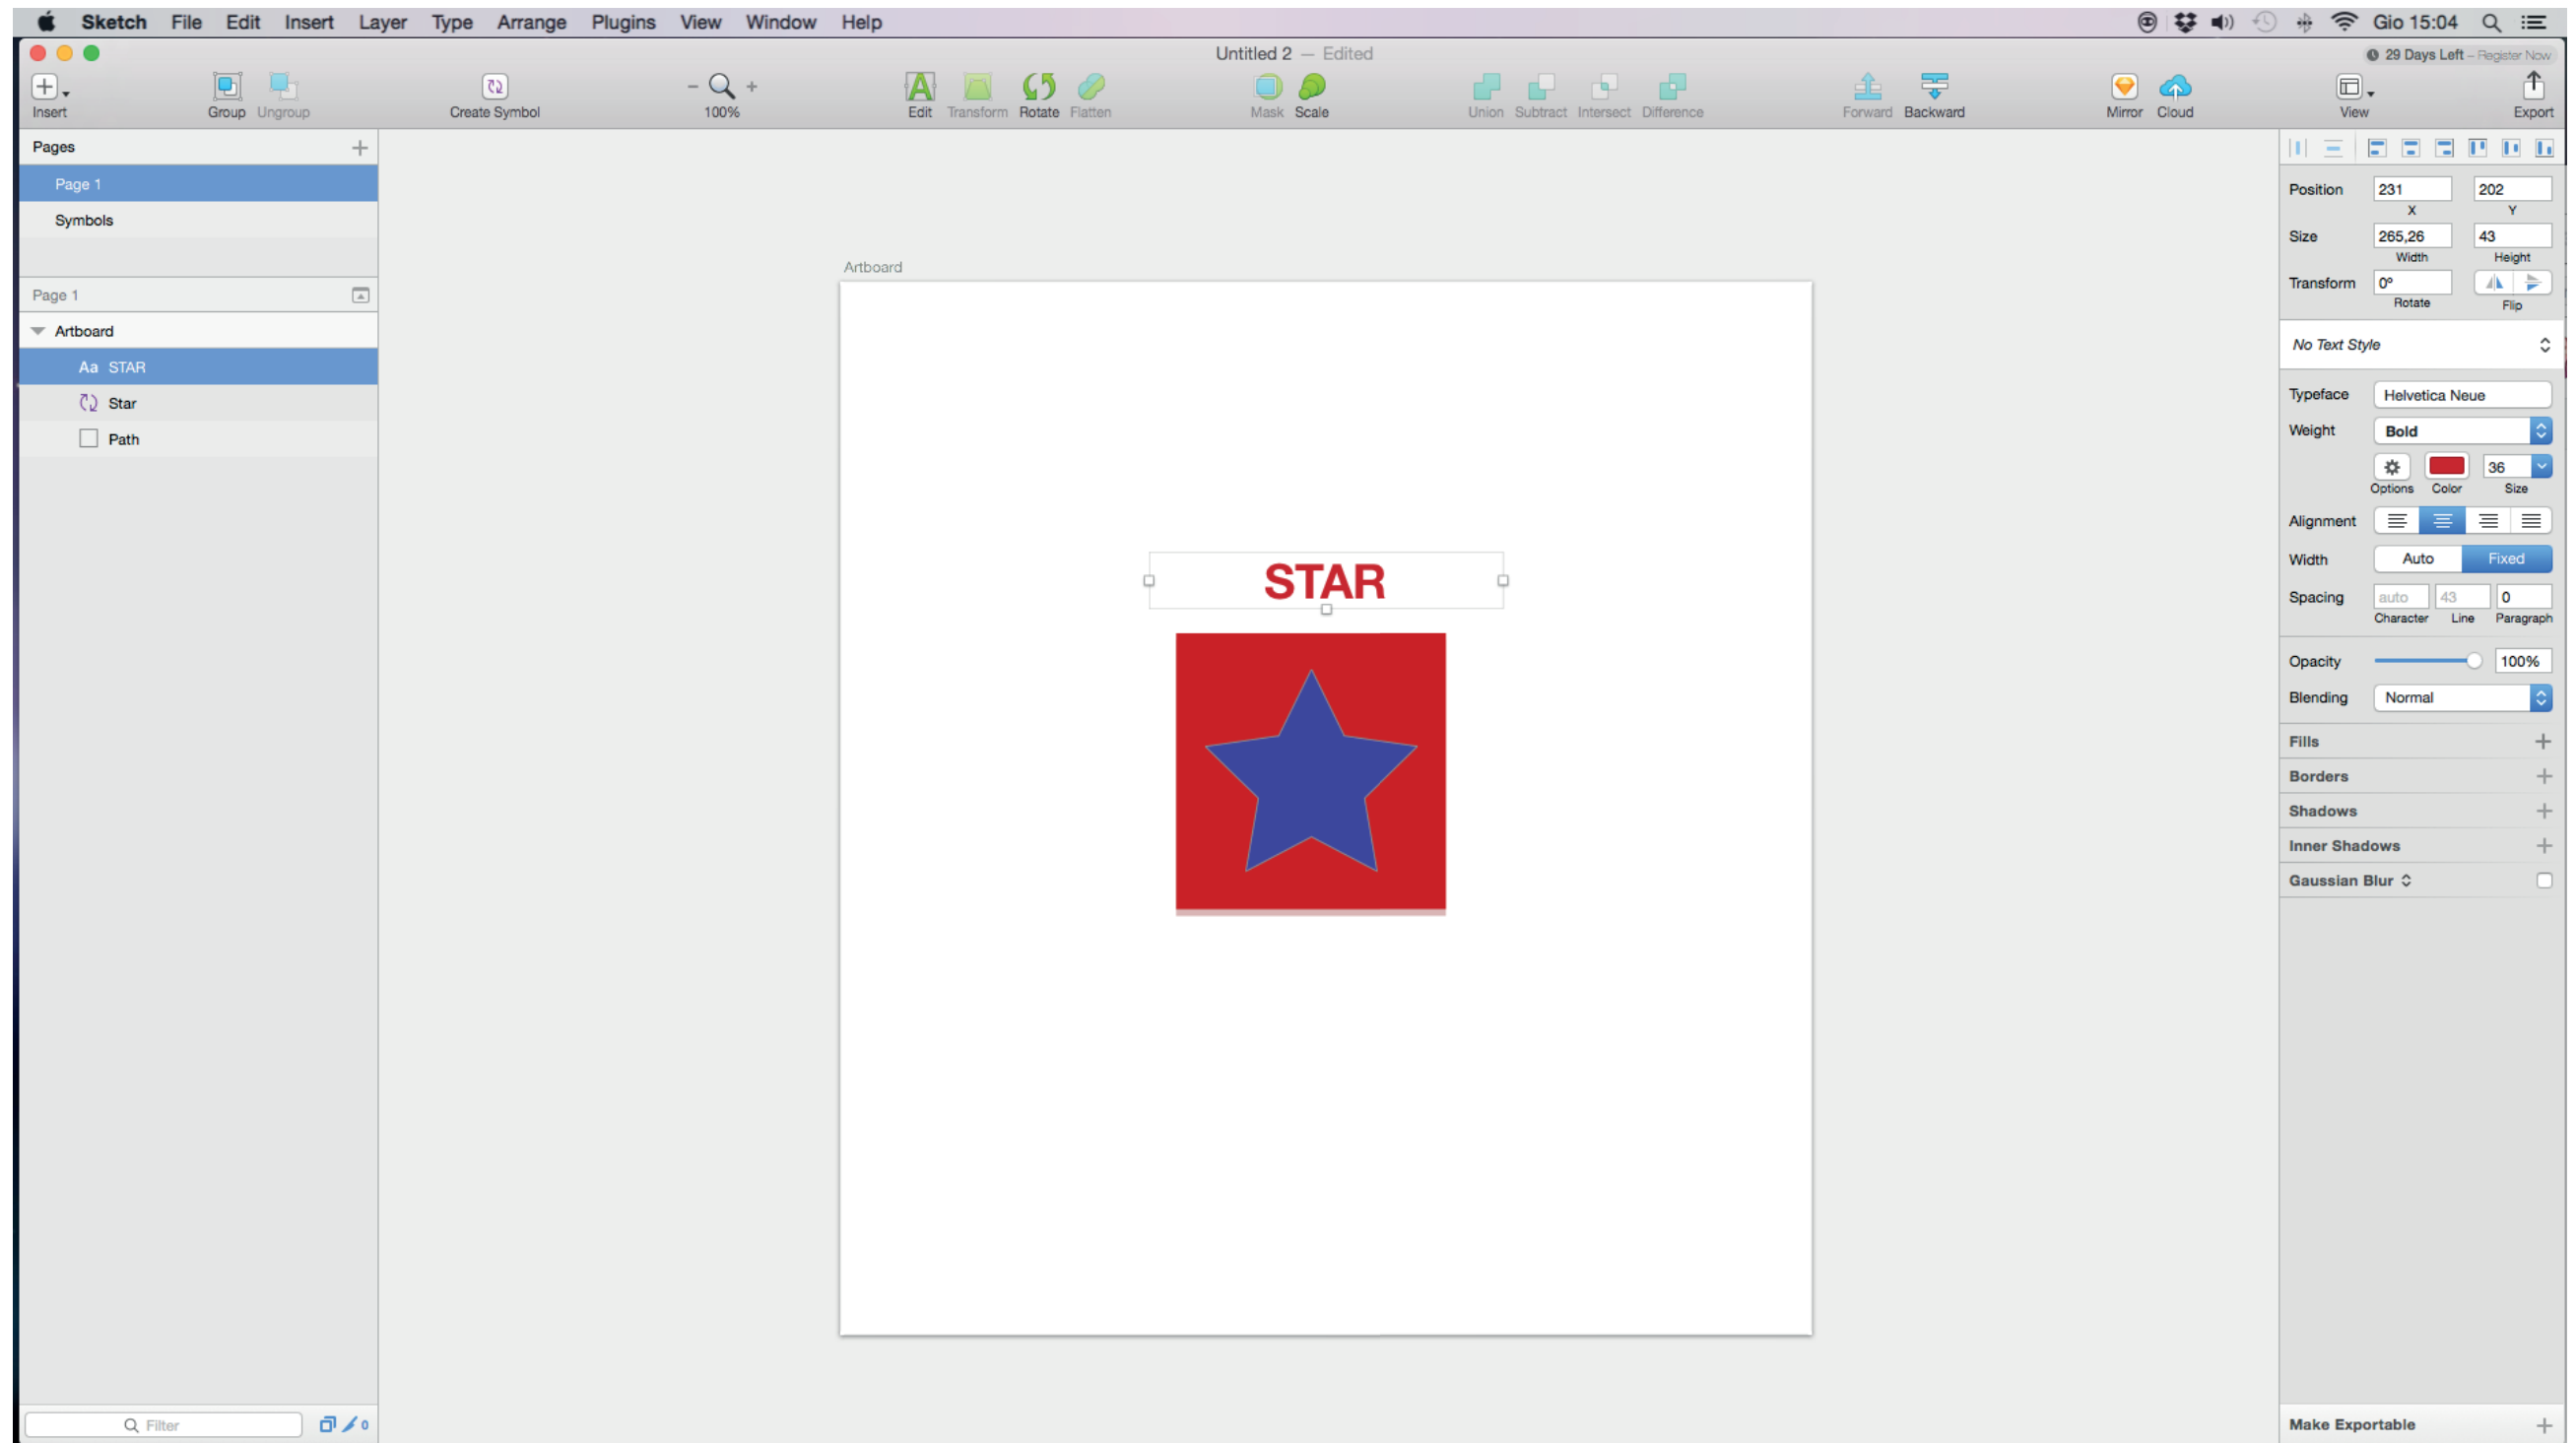 Sketch File Edit Insert Layer Type Arrange Plugins View Window Help Gio 15:04
Untitled 2 — Edited 29 Days Left – Register Now
Insert Group Ungroup Create Symbol 100% Edit Transform Rotate Flatten Mask Scale Union Subtract Intersect Difference Forward Backward Mirror Cloud View Export
Pages
Page 1
Symbols
Page 1
Artboard
Aa STAR
Star
Path
Filter 0
Artboard
STAR
Position 231 202
X Y
Size 265,26 43
Width Height
Transform 0°
Rotate Flip
No Text Style
Typeface Helvetica Neue
Weight Bold
36
Options Color Size
Alignment
Width Auto Fixed
Spacing auto 43 0
Character Line Paragraph
Opacity 100%
Blending Normal
Fills
Borders
Shadows
Inner Shadows
Gaussian Blur
Make Exportable